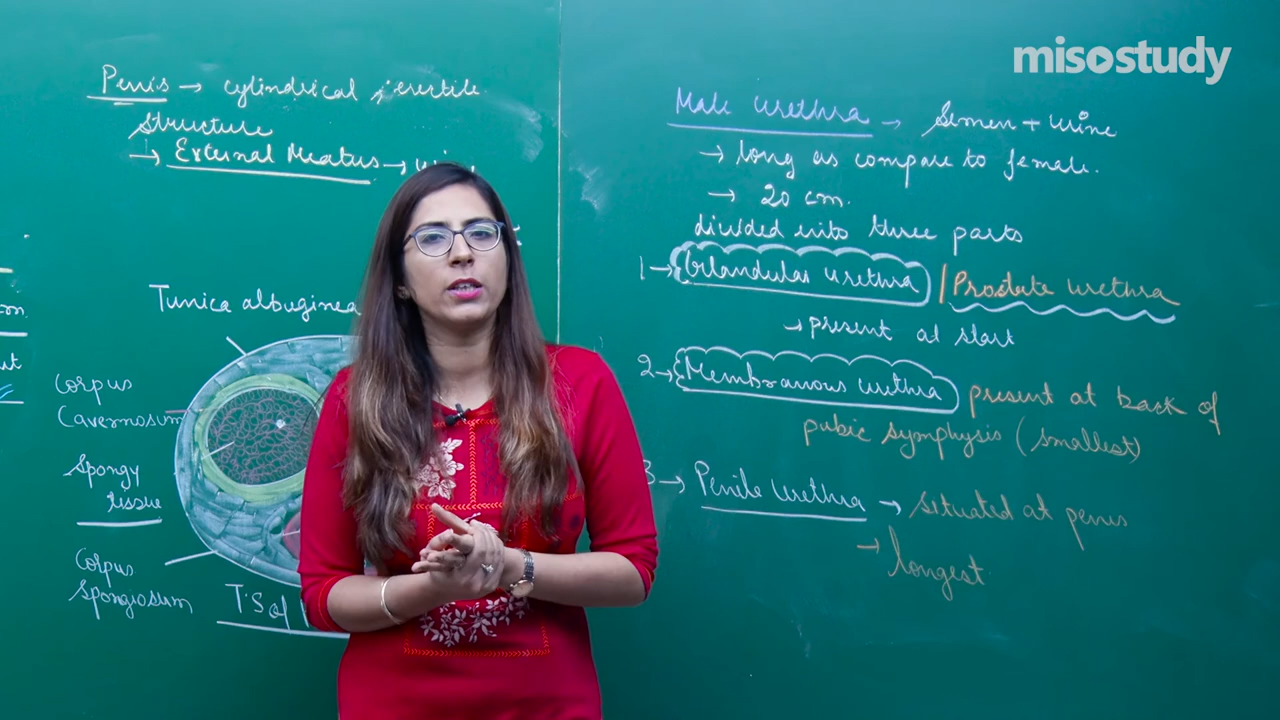 misostudy
Penis → cylindrical, erectile
structure
→ External Meatus →
Tunica albuginea
Corpus
Cavernosum
Spongy
tissue
Corpus
Spongiosum
T.S of
Male urethra → Semen + urine
→ long as compare to female.
→ 20 cm.
divided into three parts
1→ Glandular urethra / Prostate urethra
→ present at start
2→ Membranous urethra present at back of
pubic symphysis (smallest)
3→ Penile urethra → situated at penis
→ longest.